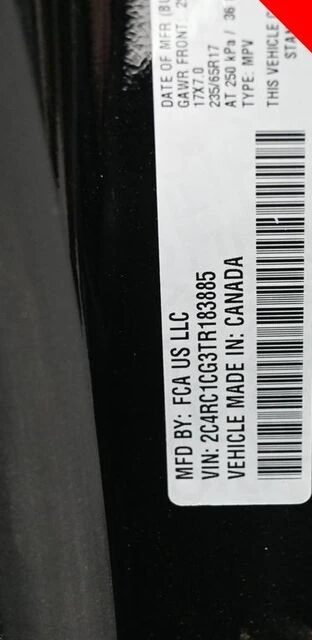 DATE OF MFR
GAWR FRONT
17X7.0
235/65R17
AT 250 kPa / 36
TYPE: MPV
THIS VEHICLE
MFD BY: FCA US LLC
VIN: 2C4RC1CG3TR183885
VEHICLE MADE IN: CANADA